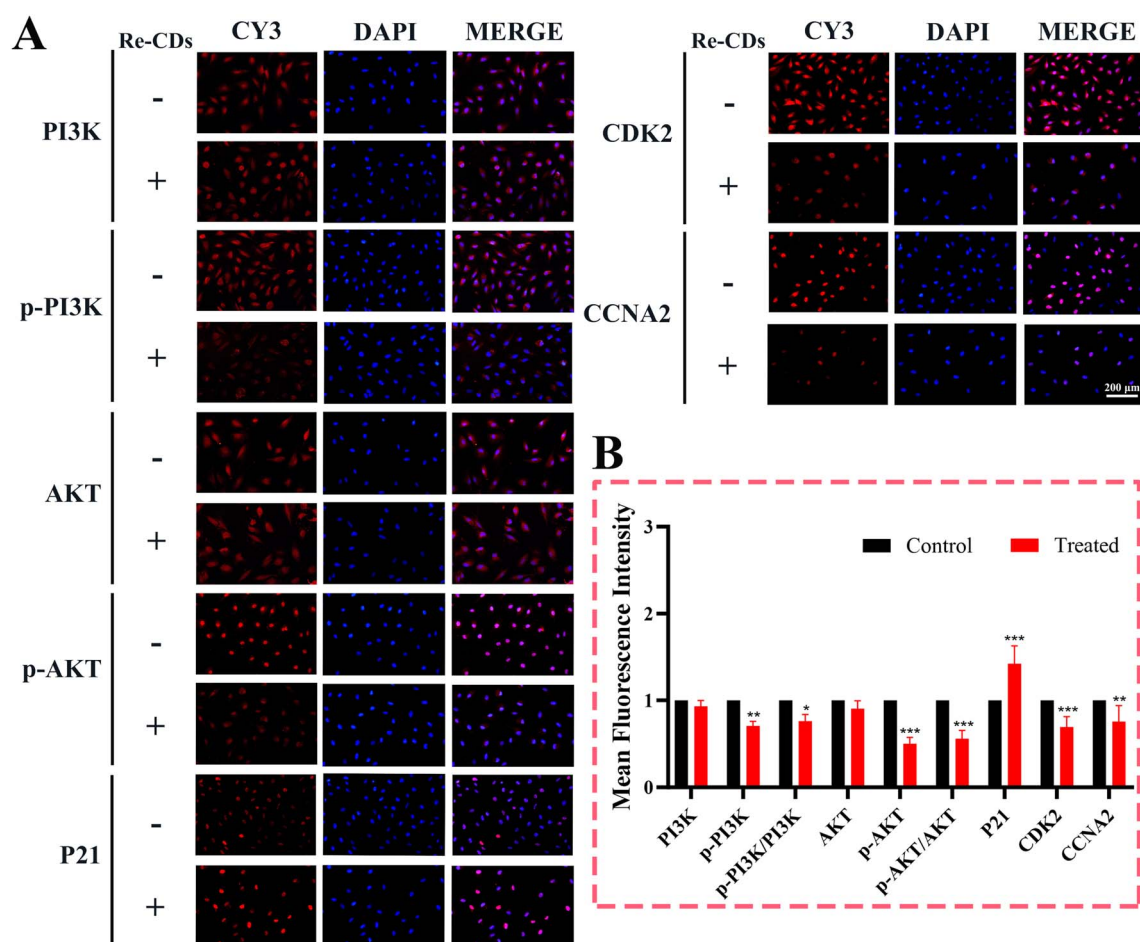 A
Re-CDs CY3 DAPI MERGE
PI3K
-
+
p-PI3K
-
+
AKT
-
+
p-AKT
-
+
P21
-
+
Re-CDs CY3 DAPI MERGE
CDK2
-
+
CCNA2
-
+
200 μm
B
Mean Fluorescence Intensity
3
2
1
0
Control Treated
**
*
***
***
***
***
**
PI3K
p-PI3K
p-PI3K/PI3K
AKT
p-AKT
p-AKT/AKT
P21
CDK2
CCNA2